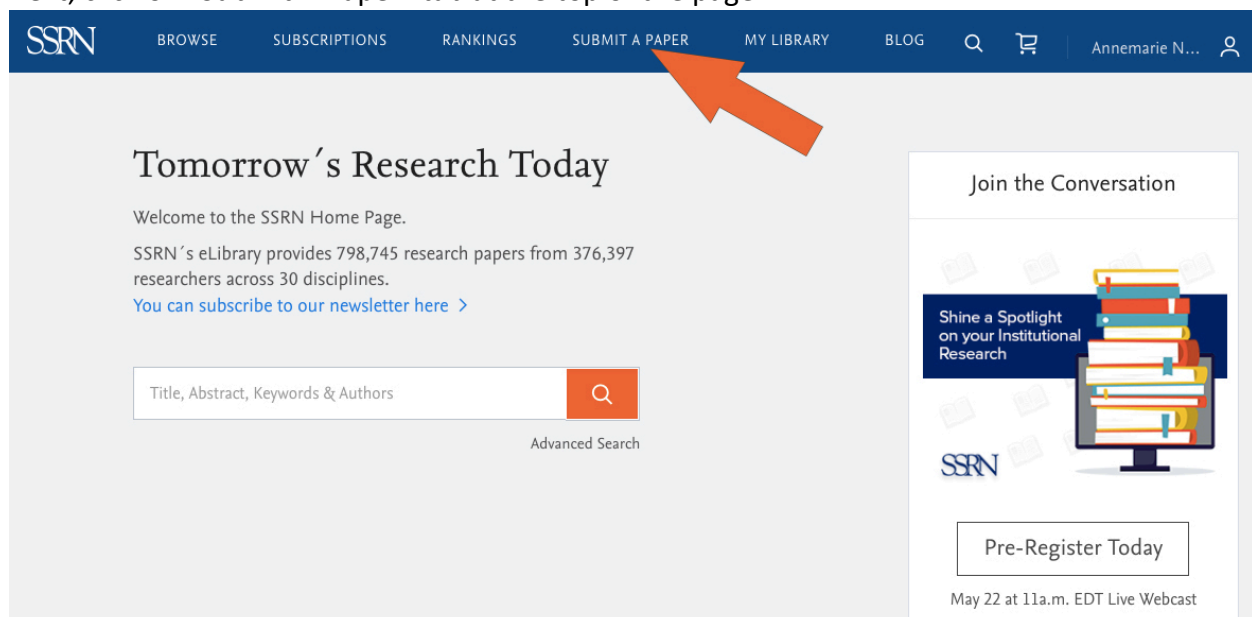 SSRN BROWSE SUBSCRIPTIONS RANKINGS SUBMIT A PAPER MY LIBRARY BLOG Annemarie N...
Tomorrow´s Research Today
Welcome to the SSRN Home Page.
SSRN´s eLibrary provides 798,745 research papers from 376,397
researchers across 30 disciplines.
You can subscribe to our newsletter here >
Title, Abstract, Keywords & Authors
Advanced Search
Join the Conversation
Shine a Spotlight
on your Institutional
Research
SSRN
Pre-Register Today
May 22 at 11a.m. EDT Live Webcast